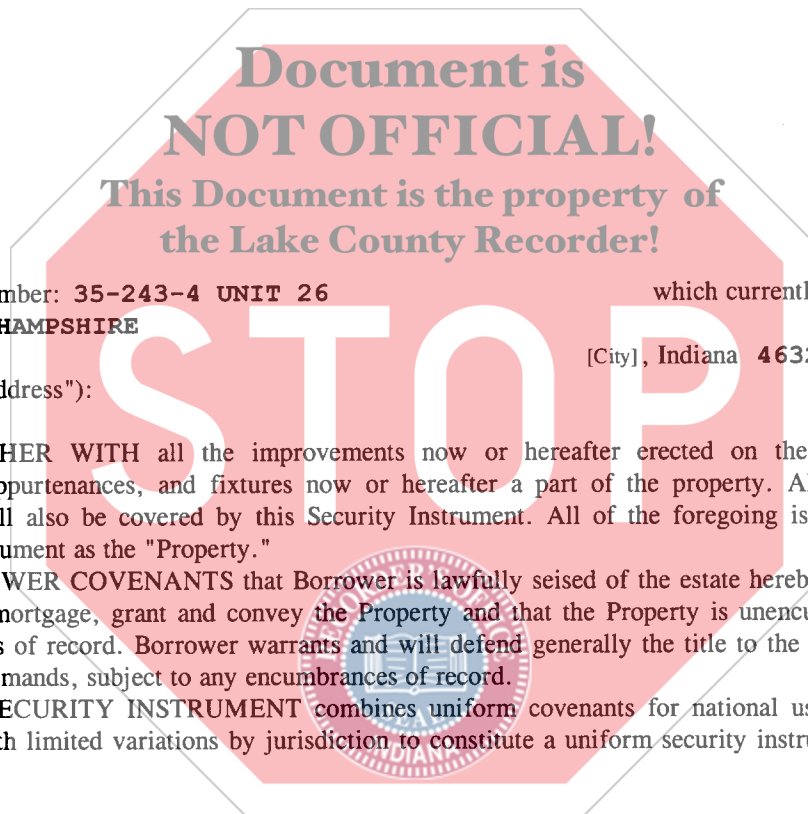 Document is
NOT OFFICIAL!
This Document is the property of
the Lake County Recorder!
mber: 35-243-4 UNIT 26 which currentl
HAMPSHIRE
[City], Indiana 463
ddress"):
STOP
HER WITH all the improvements now or hereafter erected on the
ppurtenances, and fixtures now or hereafter a part of the property. A
ll also be covered by this Security Instrument. All of the foregoing is
ument as the "Property."
WER COVENANTS that Borrower is lawfully seised of the estate hereb
mortgage, grant and convey the Property and that the Property is unencu
s of record. Borrower warrants and will defend generally the title to the
mands, subject to any encumbrances of record.
ECURITY INSTRUMENT combines uniform covenants for national us
th limited variations by jurisdiction to constitute a uniform security instru
SEAL
INDIANA